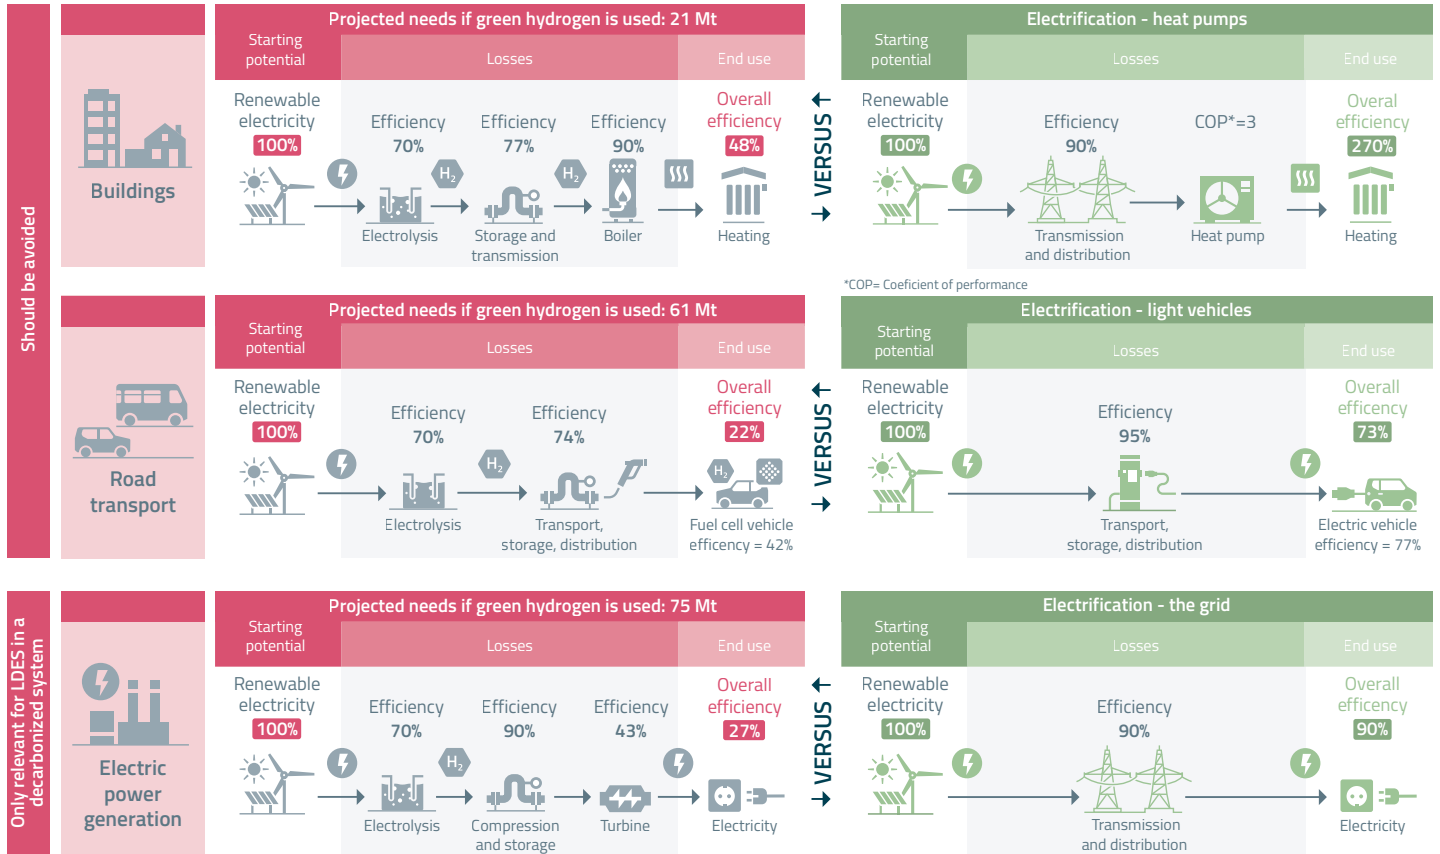 Should be avoided
Buildings
Projected needs if green hydrogen is used: 21 Mt
Starting
potential
Losses
End use
Renewable
electricity
100%
Efficiency
70%
Efficiency
77%
Efficiency
90%
Overall
efficiency
48%
H2
H2
Electrolysis
Storage and
transmission
Boiler
Heating
VERSUS
Electrification - heat pumps
Starting
potential
Losses
End use
Renewable
electricity
100%
Efficiency
90%
COP*=3
Overal
efficiency
270%
Transmission
and distribution
Heat pump
Heating
*COP= Coeficient of performance
Road
transport
Projected needs if green hydrogen is used: 61 Mt
Starting
potential
Losses
End use
Renewable
electricity
100%
Efficiency
70%
Efficiency
74%
Overall
efficiency
22%
H2
H2
Electrolysis
Transport,
storage, distribution
Fuel cell vehicle
efficency = 42%
VERSUS
Electrification - light vehicles
Starting
potential
Losses
End use
Renewable
electricity
100%
Efficiency
95%
Overall
efficency
73%
Transport,
storage, distribution
Electric vehicle
efficiency = 77%
Only relevant for LDES in a
decarbonized system
Electric
power
generation
Projected needs if green hydrogen is used: 75 Mt
Starting
potential
Losses
End use
Renewable
electricity
100%
Efficiency
70%
Efficiency
90%
Efficiency
43%
Overall
efficiency
27%
H2
Electrolysis
Compression
and storage
Turbine
Electricity
VERSUS
Electrification - the grid
Starting
potential
Losses
End use
Renewable
electricity
100%
Efficiency
90%
Overall
efficency
90%
Transmission
and distribution
Electricity